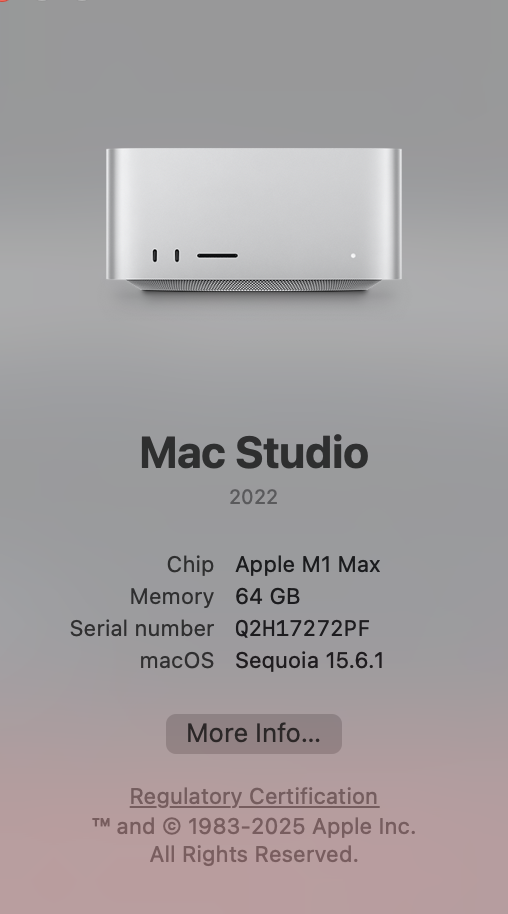 Mac Studio
2022
Chip Apple M1 Max
Memory 64 GB
Serial number Q2H17272PF
macOS Sequoia 15.6.1
More Info...
Regulatory Certification
™ and © 1983-2025 Apple Inc.
All Rights Reserved.